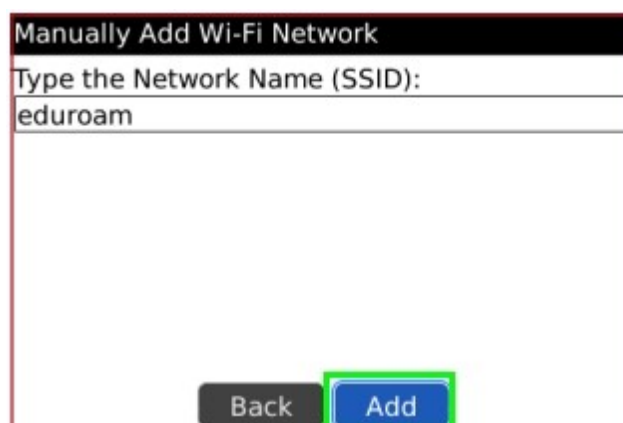 Manually Add Wi-Fi Network
Type the Network Name (SSID):
eduroam
Back Add